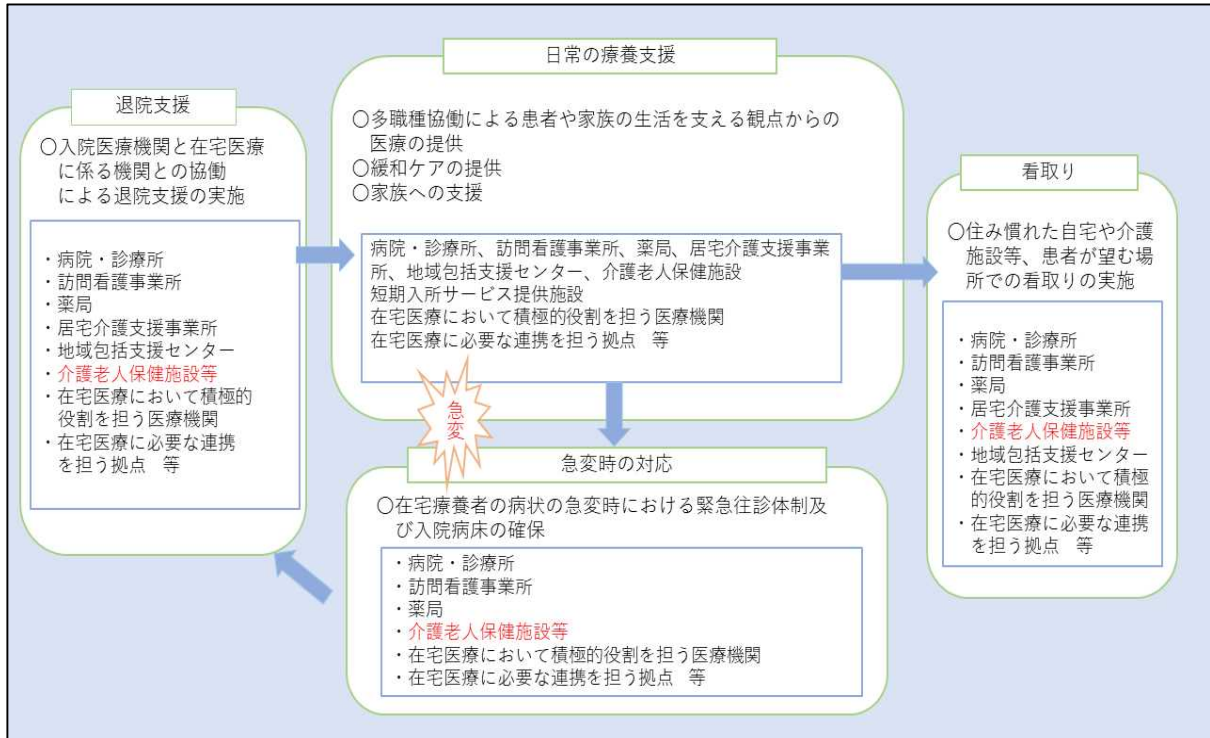 退院支援
〇入院医療機関と在宅医療
に係る機関との協働
による退院支援の実施
・病院・診療所
・訪問看護事業所
・薬局
・居宅介護支援事業所
・地域包括支援センター
・介護老人保健施設等
・在宅医療において積極的
役割を担う医療機関
・在宅医療に必要な連携
を担う拠点　等
日常の療養支援
〇多職種協働による患者や家族の生活を支える観点からの
医療の提供
〇緩和ケアの提供
〇家族への支援
病院・診療所、訪問看護事業所、薬局、居宅介護支援事業
所、地域包括支援センター、介護老人保健施設
短期入所サービス提供施設
在宅医療において積極的役割を担う医療機関
在宅医療に必要な連携を担う拠点　等
急変
急変時の対応
〇在宅療養者の病状の急変時における緊急往診体制及
び入院病床の確保
・病院・診療所
・訪問看護事業所
・薬局
・介護老人保健施設等
・在宅医療において積極的役割を担う医療機関
・在宅医療に必要な連携を担う拠点　等
看取り
〇住み慣れた自宅や介護
施設等、患者が望む場
所での看取りの実施
・病院・診療所
・訪問看護事業所
・薬局
・居宅介護支援事業所
・介護老人保健施設等
・地域包括支援センター
・在宅医療において積極
的役割を担う医療機関
・在宅医療に必要な連携
を担う拠点　等